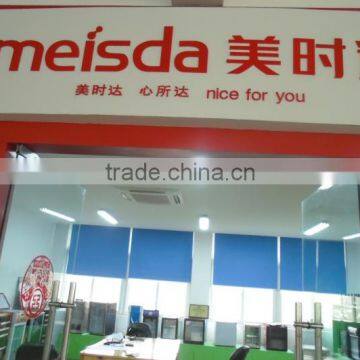 meisda 美时
美时达 心所达 nice for you
trade.china.cn